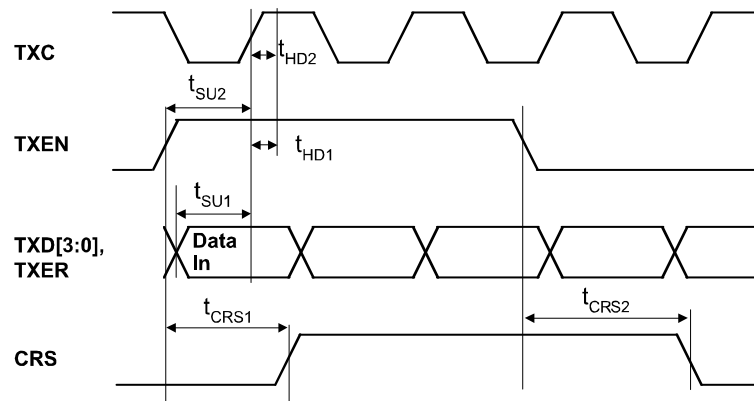 TXC
tHD2
tSU2
TXEN
tHD1
tSU1
TXD[3:0],
TXER
Data
In
tCRS1
tCRS2
CRS